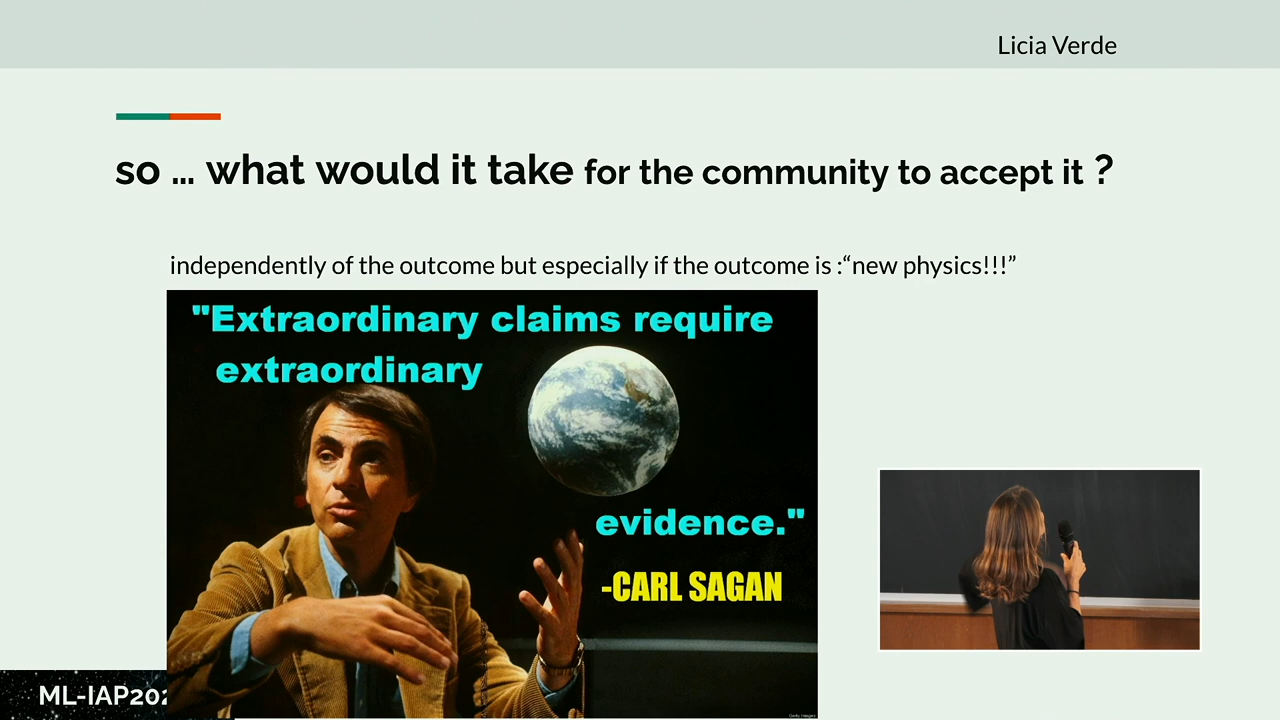 Licia Verde
so ... what would it take for the community to accept it ?
independently of the outcome but especially if the outcome is :“new physics!!!”
"Extraordinary claims require
extraordinary
evidence."
-CARL SAGAN
ML-IAP202